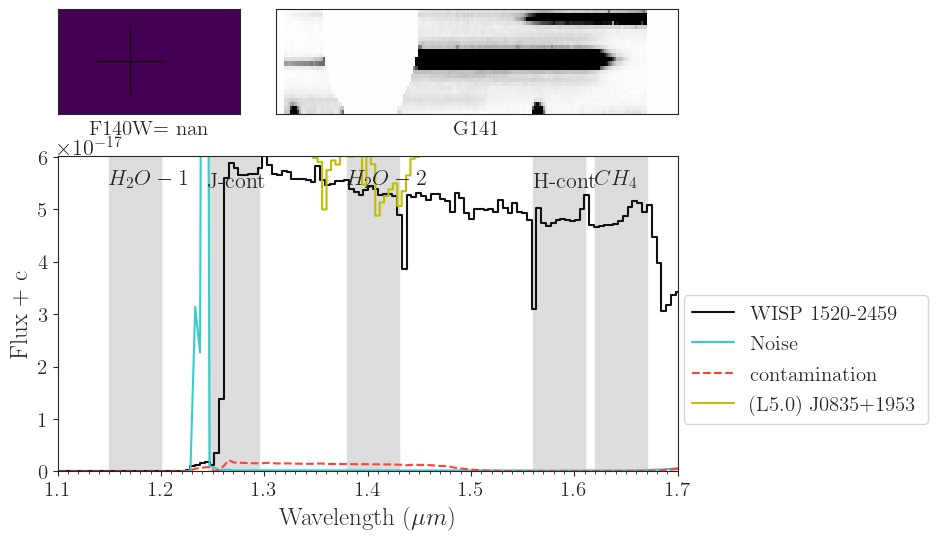 F140W= nan
G141
×10⁻¹⁷
H₂O − 1
J-cont
H₂O − 2
H-cont
CH₄
6
5
4
3
2
1
0
Flux + c
1.1 1.2 1.3 1.4 1.5 1.6 1.7
Wavelength (μm)
WISP 1520-2459
Noise
contamination
(L5.0) J0835+1953